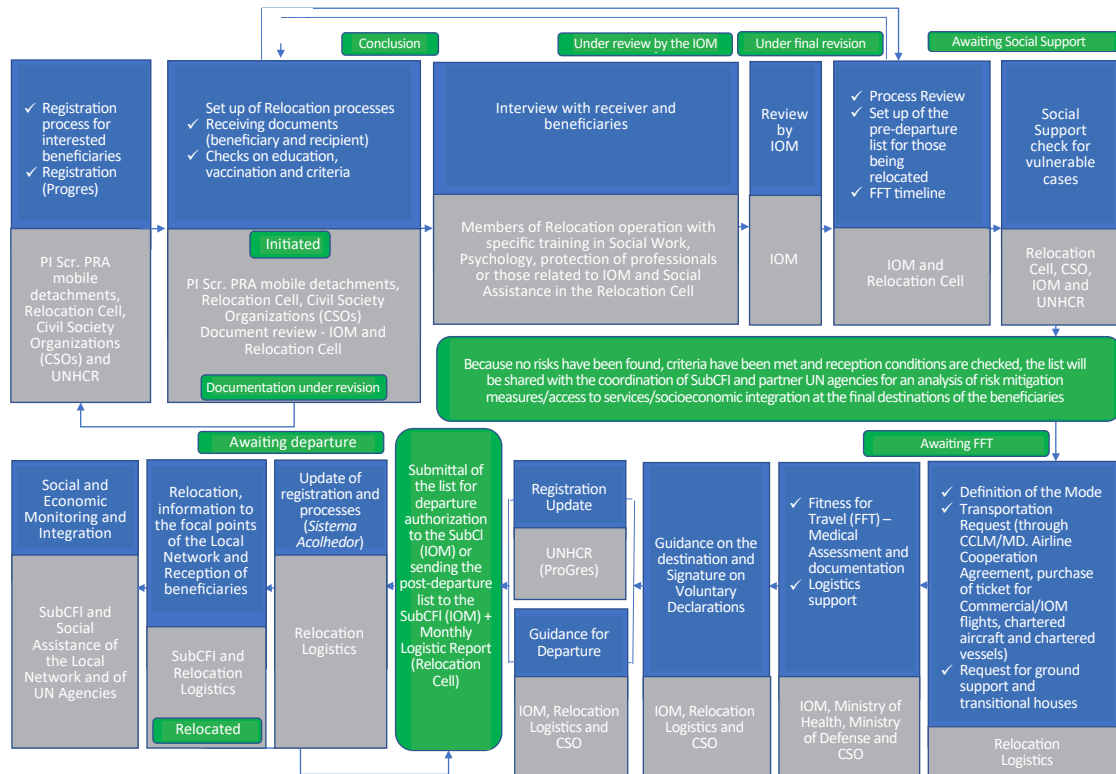 Conclusion
Under review by the IOM
Under final revision
Awaiting Social Support
✓ Registration
process for
interested
beneficiaries
✓ Registration
(Progres)
PI Scr. PRA
mobile
detachments,
Relocation Cell,
Civil Society
Organizations
(CSOs) and
UNHCR
Set up of Relocation processes
✓ Receiving documents
(beneficiary and recipient)
✓ Checks on education,
vaccination and criteria
Initiated
PI Scr. PRA mobile detachments,
Relocation Cell, Civil Society
Organizations (CSOs)
Document review - IOM and
Relocation Cell
Documentation under revision
Interview with receiver and
beneficiaries
Members of Relocation operation with
specific training in Social Work,
Psychology, protection of professionals
or those related to IOM and Social
Assistance in the Relocation Cell
Review
by
IOM
IOM
✓ Process Review
✓ Set up of the
pre-departure
list for those
being
relocated
✓ FFT timeline
IOM and
Relocation Cell
Social
Support
check for
vulnerable
cases
Relocation
Cell, CSO,
IOM and
UNHCR
Because no risks have been found, criteria have been met and reception conditions are checked, the list will
be shared with the coordination of SubCFI and partner UN agencies for an analysis of risk mitigation
measures/access to services/socioeconomic integration at the final destinations of the beneficiaries
Awaiting departure
Awaiting FFT
Social and
Economic
Monitoring and
Integration
SubCFI and
Social
Assistance of
the Local
Network and of
UN Agencies
Relocation,
information to
the focal points
of the Local
Network and
Reception of
beneficiaries
SubCFI and
Relocation
Logistics
Relocated
Update of
registration and
processes
(Sistema
Acolhedor)
Relocation
Logistics
Submittal of
the list for
departure
authorization
to the SubCI
(IOM) or
sending the
post-departure
list to the
SubCFI (IOM) +
Monthly
Logistic Report
(Relocation
Cell)
Registration
Update
UNHCR
(ProGres)
Guidance for
Departure
IOM, Relocation
Logistics and
CSO
Guidance on the
destination and
Signature on
Voluntary
Declarations
IOM, Relocation
Logistics and
CSO
✓ Fitness for
Travel (FFT) –
Medical
Assessment and
documentation
✓ Logistics
support
IOM, Ministry of
Health, Ministry
of Defense and
CSO
✓ Definition of the Mode
✓ Transportation
Request (through
CCLM/MD. Airline
Cooperation
Agreement, purchase
of ticket for
Commercial/IOM
flights, chartered
aircraft and chartered
vessels)
✓ Request for ground
support and
transitional houses
Relocation
Logistics